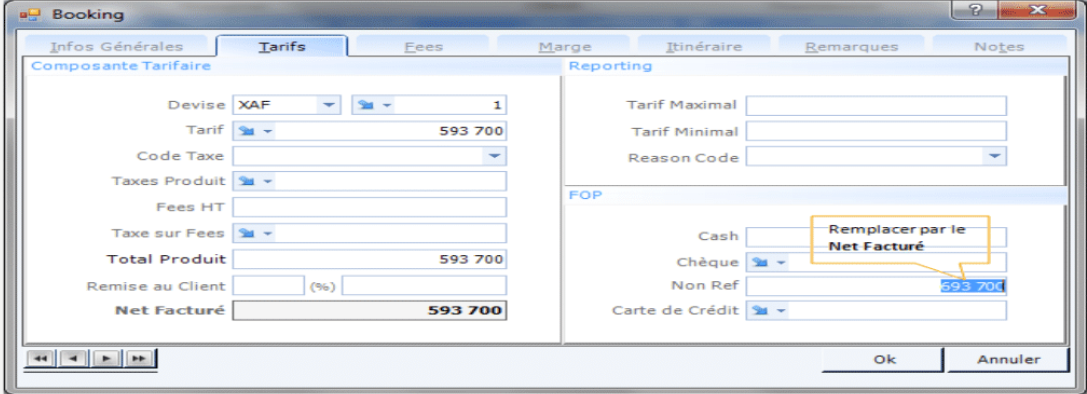 Booking
Infos Générales
Tarifs
Fees
Marge
Itinéraire
Remarques
Notes
Composante Tarifaire
Devise XAF 1
Tarif 593 700
Code Taxe
Taxes Produit
Fees HT
Taxe sur Fees
Total Produit 593 700
Remise au Client (%)
Net Facturé 593 700
Reporting
Tarif Maximal
Tarif Minimal
Reason Code
FOP
Cash
Remplacer par le
Net Facturé
Chèque
Non Ref 693 700
Carte de Crédit
Ok
Annuler